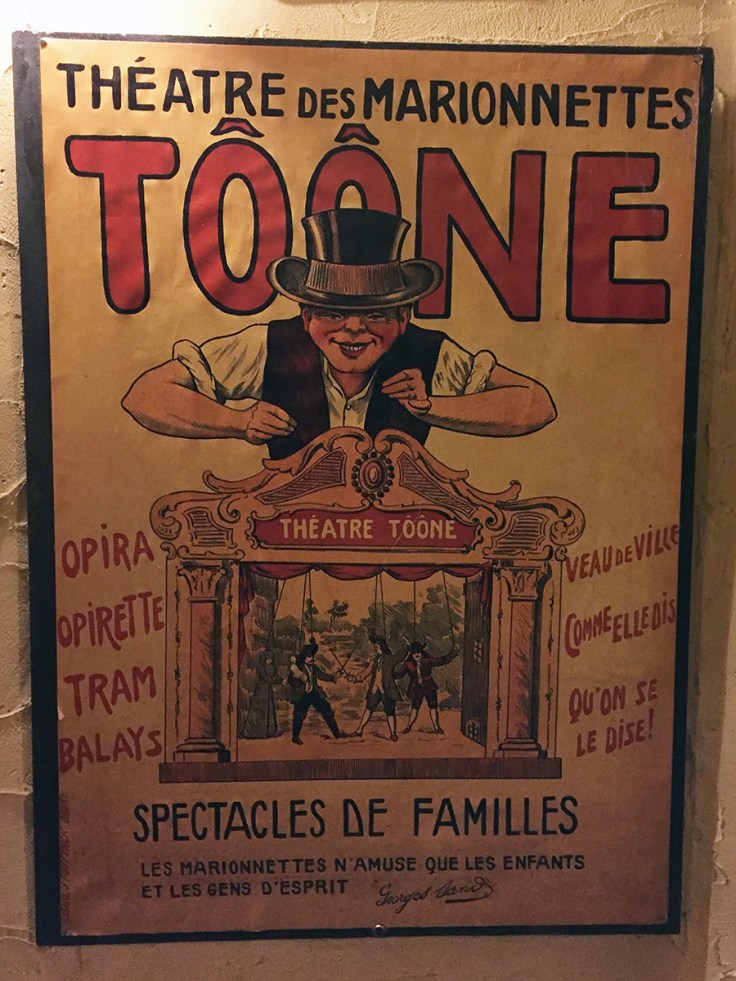 THÉATRE DES MARIONNETTES
TÔÔNE
THÉATRE TÔÔNE
OPIRA
OPIRETTE
TRAM
BALAYS
VEAU DE VILLE
COMME ELLE DIS
QU'ON SE
LE DISE!
SPECTACLES DE FAMILLES
LES MARIONNETTES N'AMUSE QUE LES ENFANTS
ET LES GENS D'ESPRIT Georges Sand